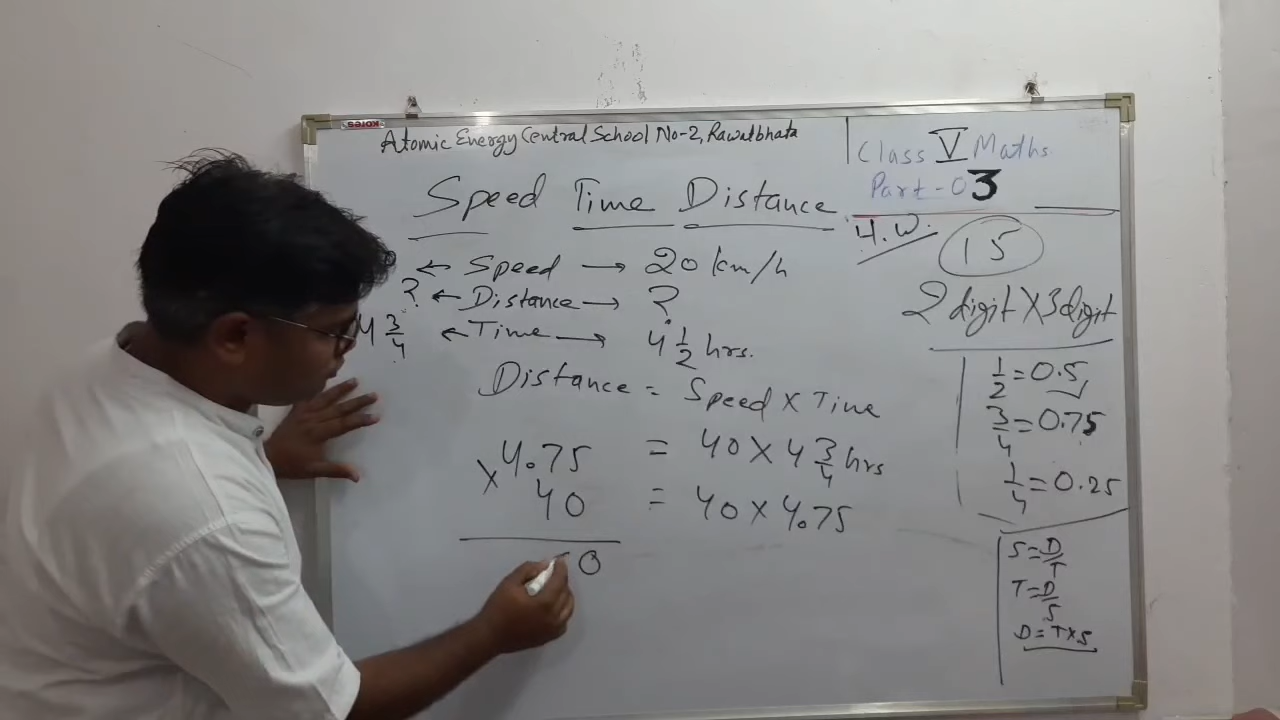 Atomic Energy Central School No-2, Rawatbhata
Class V Maths
Part-03
Speed Time Distance
H.W.
15
← Speed → 20 km/h
? ← Distance → ?
4 3/4 ← Time → 4 1/2 hrs.
2 digit X 3 digit
Distance = Speed X Time
= 40 X 4 3/4 hrs
= 40 X 4.75
4.75
X 40
0
1/2 = 0.5
3/4 = 0.75
1/4 = 0.25
S = D/T
T = D/S
D = T X S